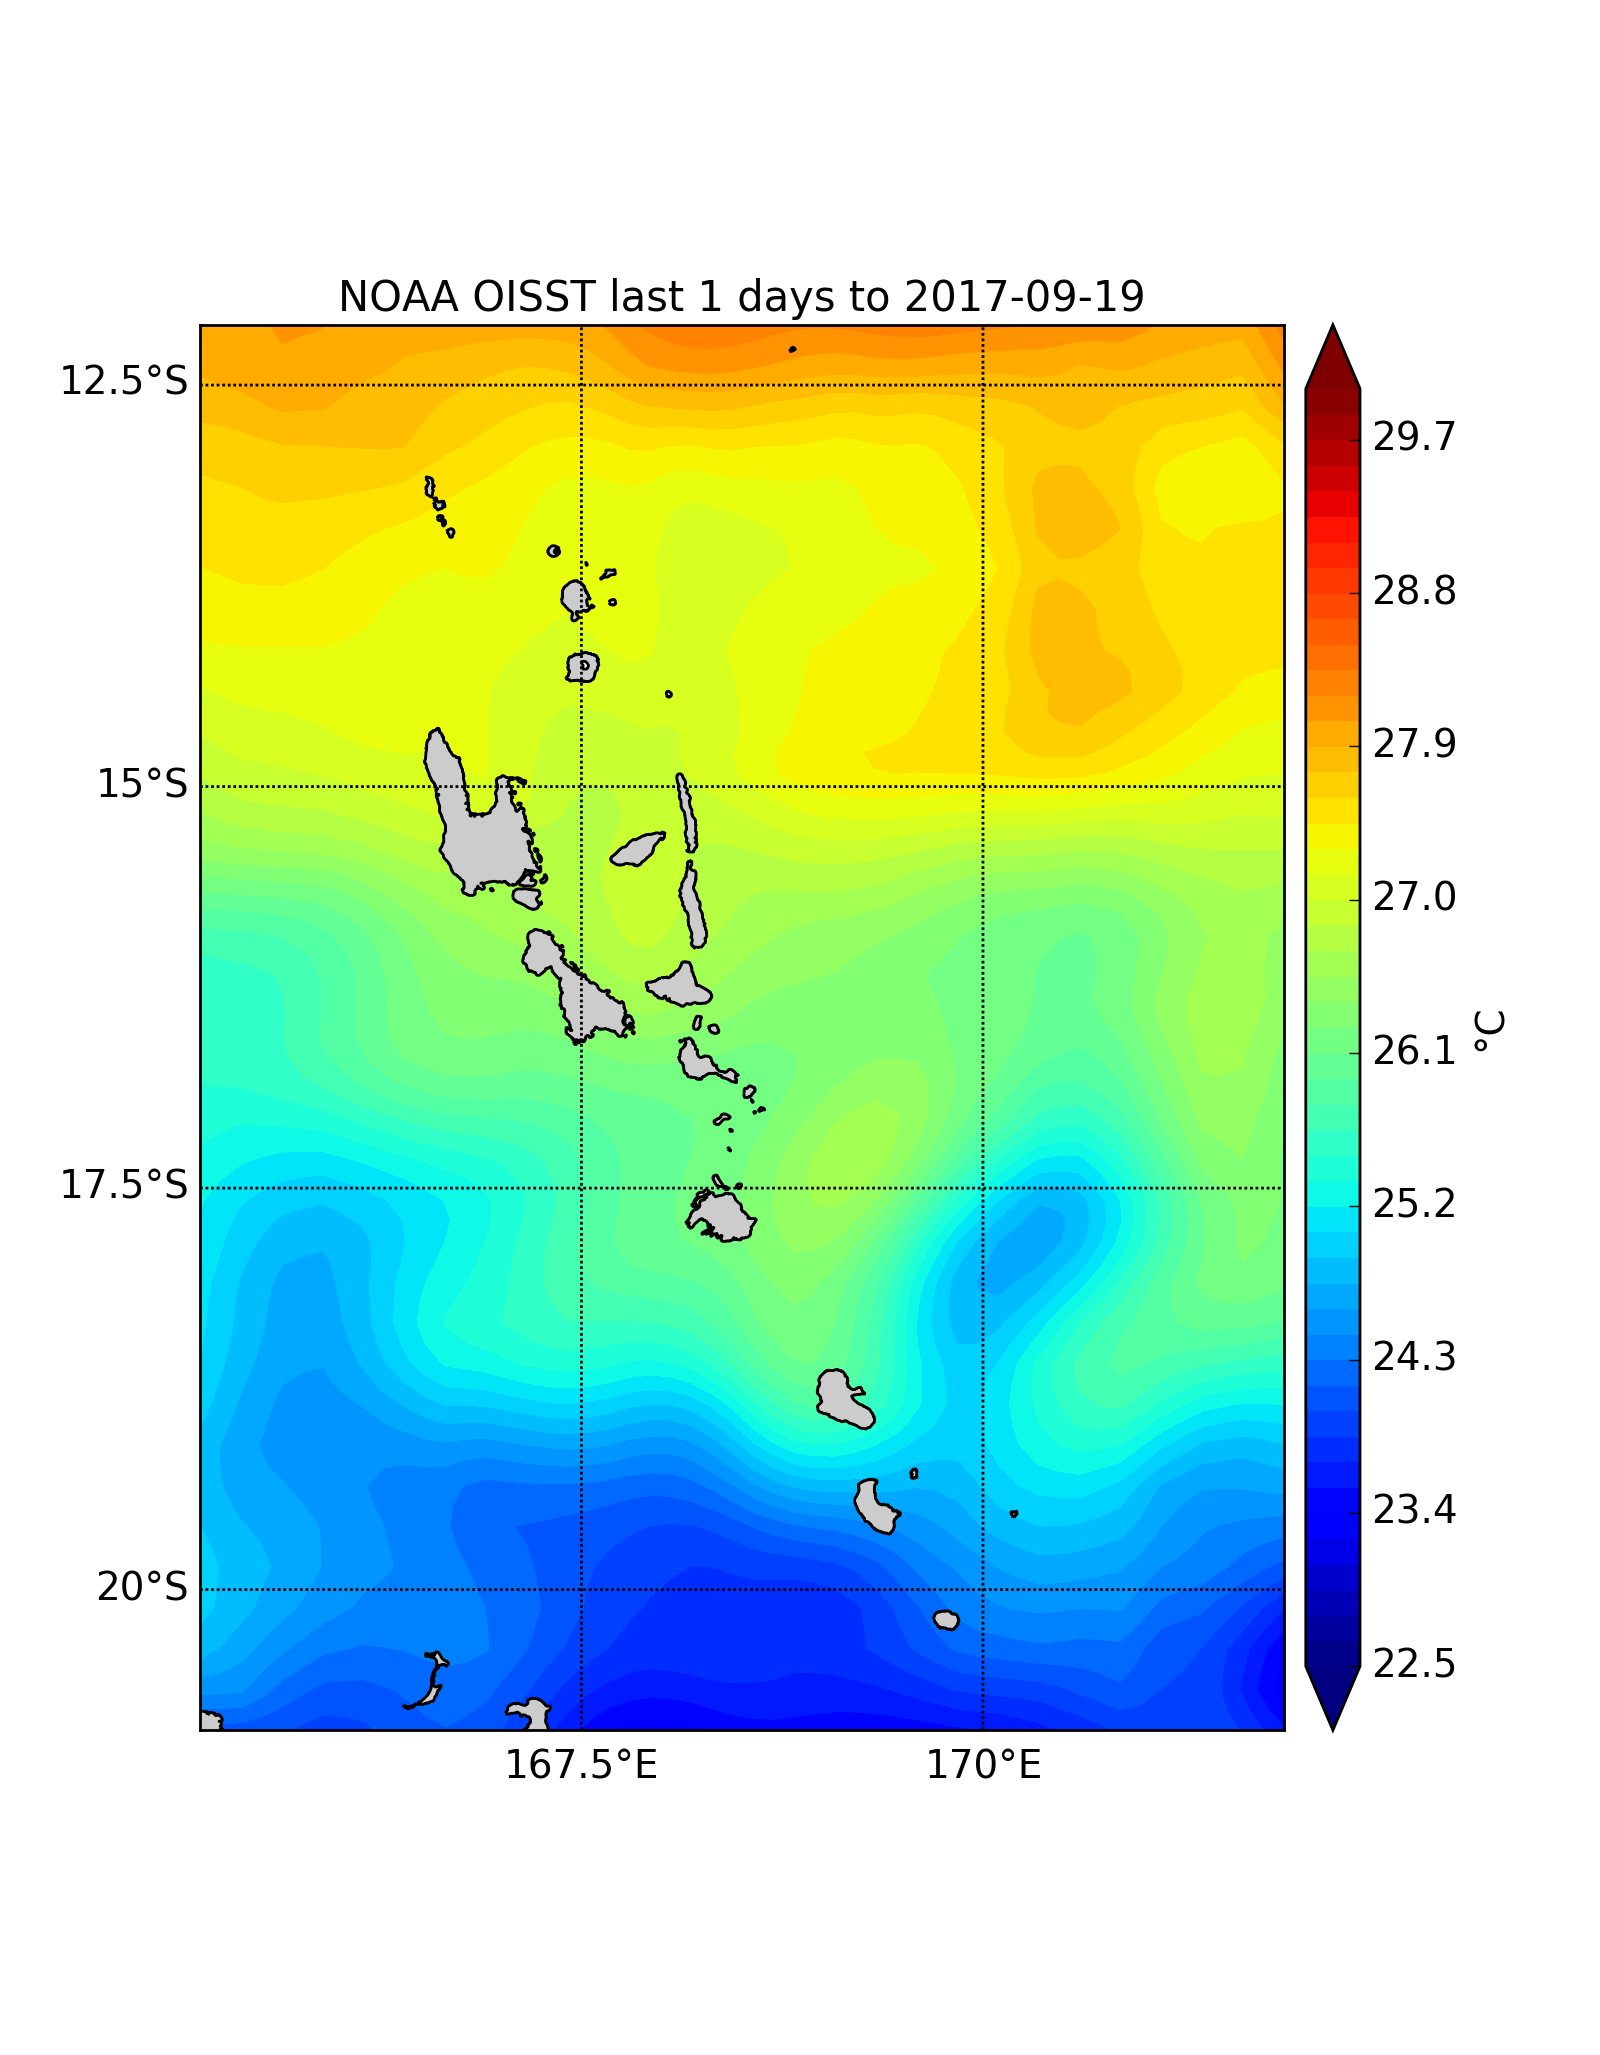 NOAA OISST last 1 days to 2017-09-19
12.5°S
15°S
17.5°S
20°S
167.5°E
170°E
29.7
28.8
27.9
27.0
26.1
25.2
24.3
23.4
22.5
°C